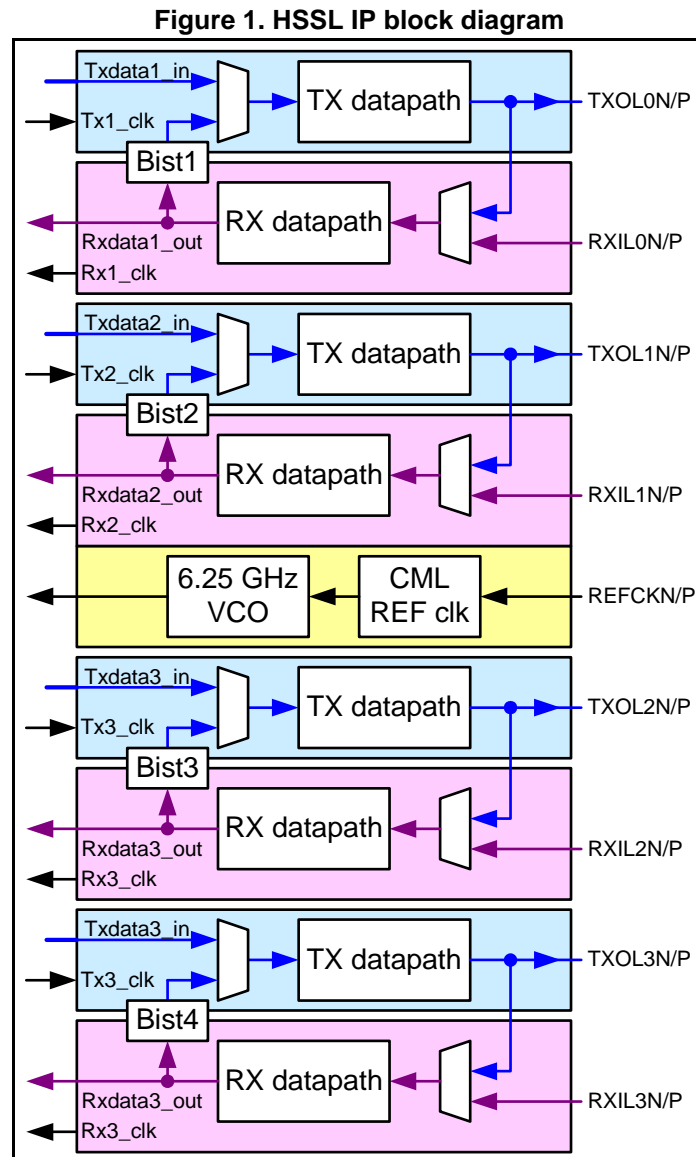 Figure 1. HSSL IP block diagram
Txdata1_in
TX datapath
TXOL0N/P
Tx1_clk
Bist1
RX datapath
Rxdata1_out
RXIL0N/P
Rx1_clk
Txdata2_in
TX datapath
TXOL1N/P
Tx2_clk
Bist2
RX datapath
Rxdata2_out
RXIL1N/P
Rx2_clk
6.25 GHz
VCO
CML
REF clk
REFCKN/P
Txdata3_in
TX datapath
TXOL2N/P
Tx3_clk
Bist3
RX datapath
Rxdata3_out
RXIL2N/P
Rx3_clk
Txdata3_in
TX datapath
TXOL3N/P
Tx3_clk
Bist4
RX datapath
Rxdata3_out
RXIL3N/P
Rx3_clk